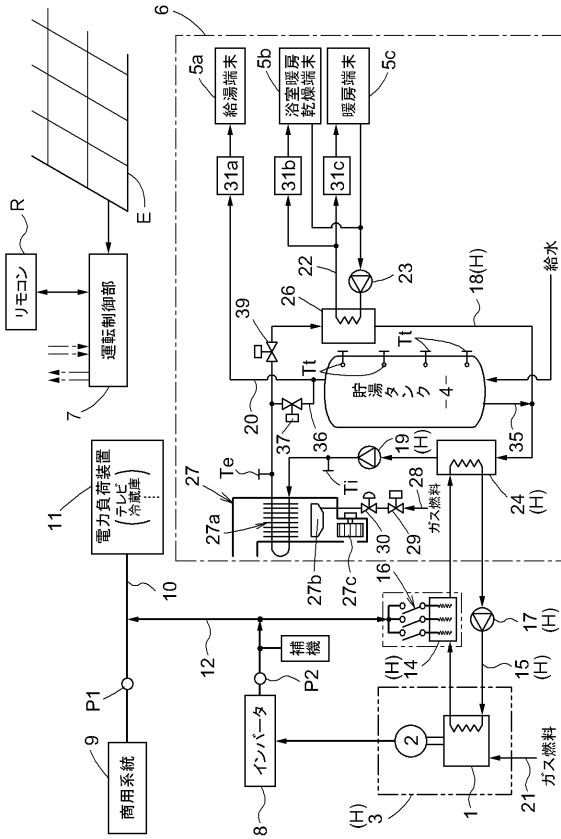 商用系統
9
P1
10
電力負荷装置
テレビ
冷蔵庫
11
リモコン
R
運転制御部
7
E
6
12
インバータ
8
P2
補機
2
3
(H)
1
21
ガス燃料
14
(H)
16
15
(H)
17
(H)
27
27a
27b
27c
Te
Ti
30
29
28
ガス燃料
19
(H)
24
(H)
20
37
36
39
貯湯タンク
-4-
Tt
Tt
35
26
22
23
18(H)
給水
31a
31b
31c
給湯端末
5a
浴室暖房
乾燥端末
5b
暖房端末
5c